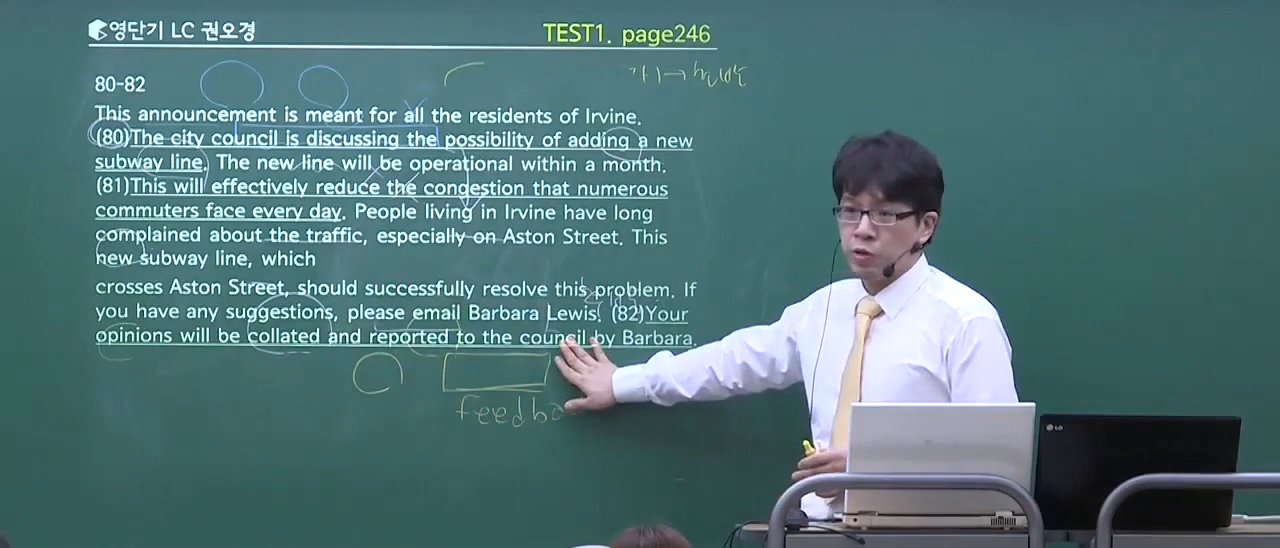 영단기 LC 권오경
TEST1. page246
80-82
This announcement is meant for all the residents of Irvine.
(80)The city council is discussing the possibility of adding a new
subway line. The new line will be operational within a month.
(81)This will effectively reduce the congestion that numerous
commuters face every day. People living in Irvine have long
complained about the traffic, especially on Aston Street. This
new subway line, which
crosses Aston Street, should successfully resolve this problem. If
you have any suggestions, please email Barbara Lewis. (82)Your
opinions will be collated and reported to the council by Barbara.
LG